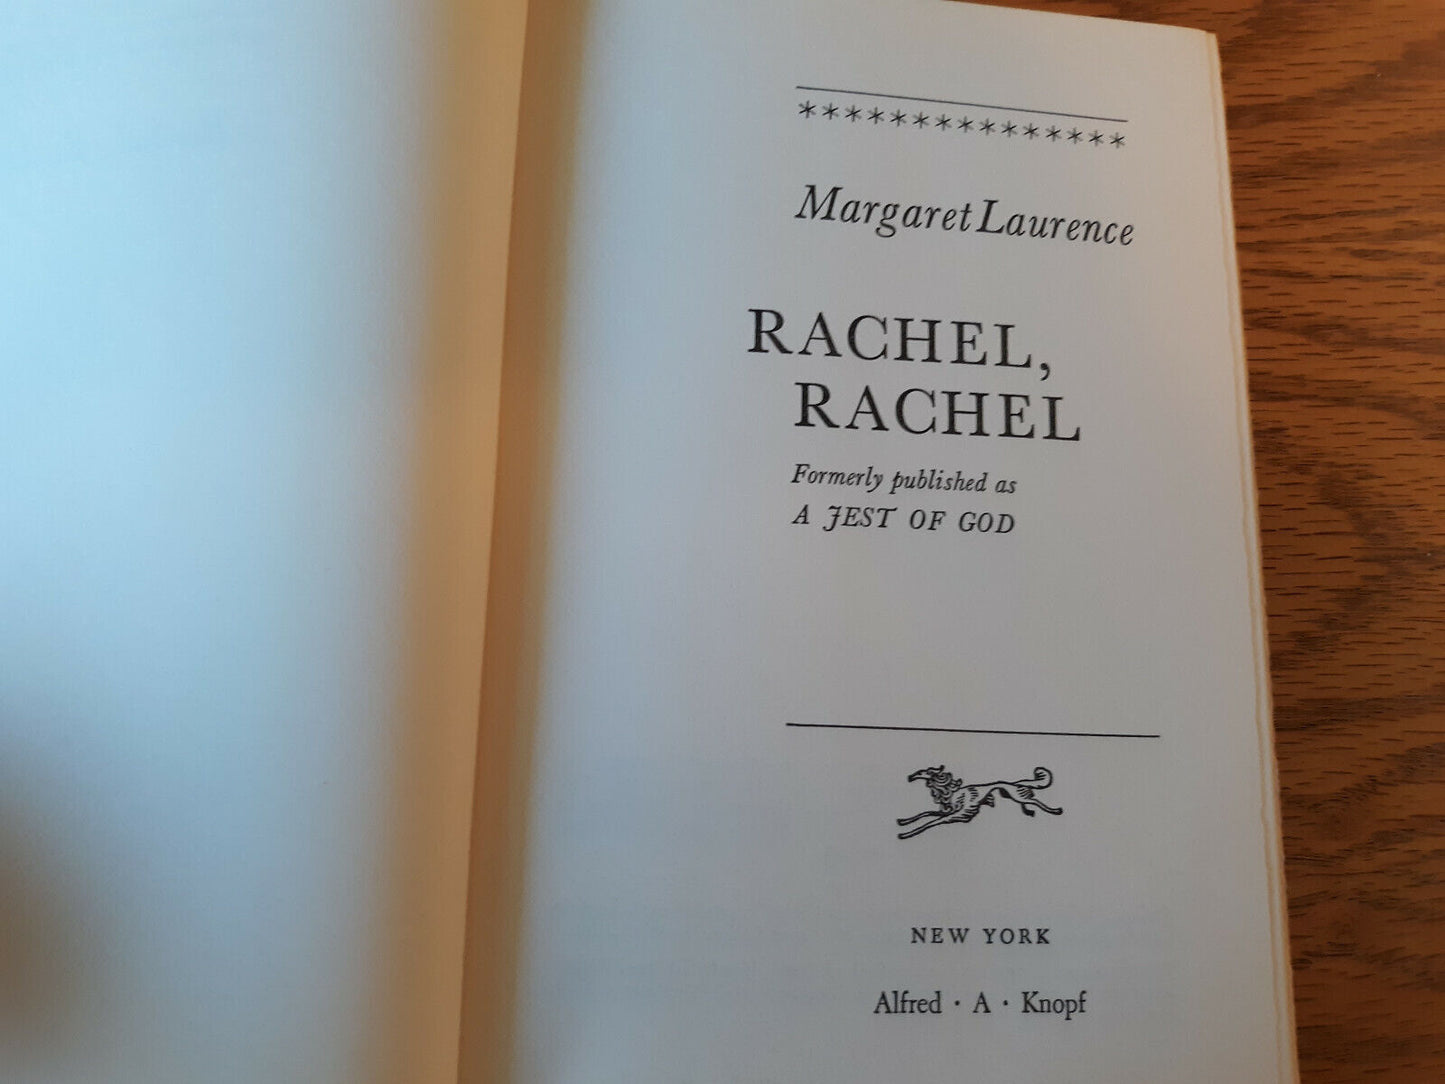 ***************
Margaret Laurence
RACHEL,
RACHEL
Formerly published as
A JEST OF GOD
NEW YORK
Alfred · A · Knopf